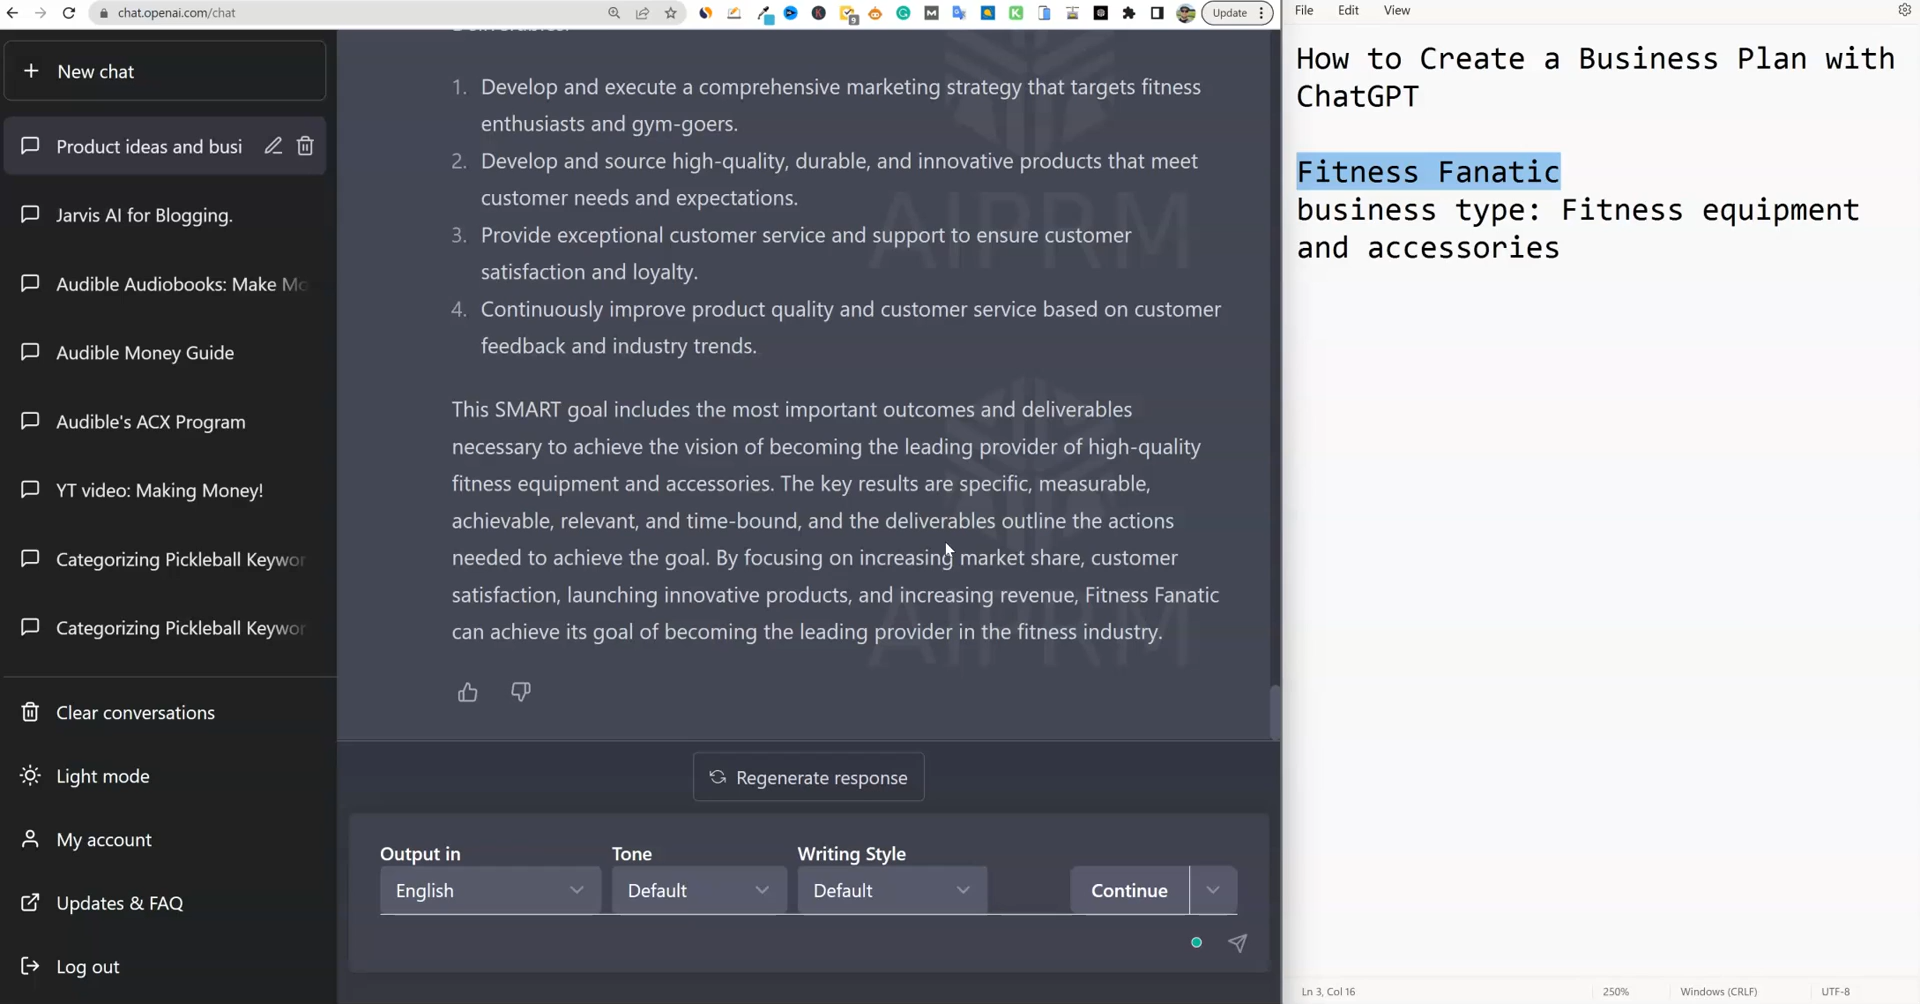 chat.openai.com/chat
Update
File Edit View
New chat
Product ideas and busi
Jarvis AI for Blogging.
Audible Audiobooks: Make Mo
Audible Money Guide
Audible's ACX Program
YT video: Making Money!
Categorizing Pickleball Keywor
Categorizing Pickleball Keywor
Clear conversations
Light mode
My account
Updates & FAQ
Log out
Deliverables:
1. Develop and execute a comprehensive marketing strategy that targets fitness
enthusiasts and gym-goers.
2. Develop and source high-quality, durable, and innovative products that meet
customer needs and expectations.
3. Provide exceptional customer service and support to ensure customer
satisfaction and loyalty.
4. Continuously improve product quality and customer service based on customer
feedback and industry trends.
This SMART goal includes the most important outcomes and deliverables
necessary to achieve the vision of becoming the leading provider of high-quality
fitness equipment and accessories. The key results are specific, measurable,
achievable, relevant, and time-bound, and the deliverables outline the actions
needed to achieve the goal. By focusing on increasing market share, customer
satisfaction, launching innovative products, and increasing revenue, Fitness Fanatic
can achieve its goal of becoming the leading provider in the fitness industry.
AIPRM
AIPRM
Regenerate response
Output in Tone Writing Style
English Default Default Continue
How to Create a Business Plan with
ChatGPT
Fitness Fanatic
business type: Fitness equipment
and accessories
Ln 3, Col 16 250% Windows (CRLF) UTF-8